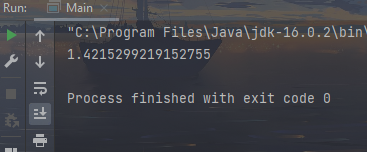 Run: Main
"C:\Program Files\Java\jdk-16.0.2\bin\
1.4215299219152755
Process finished with exit code 0